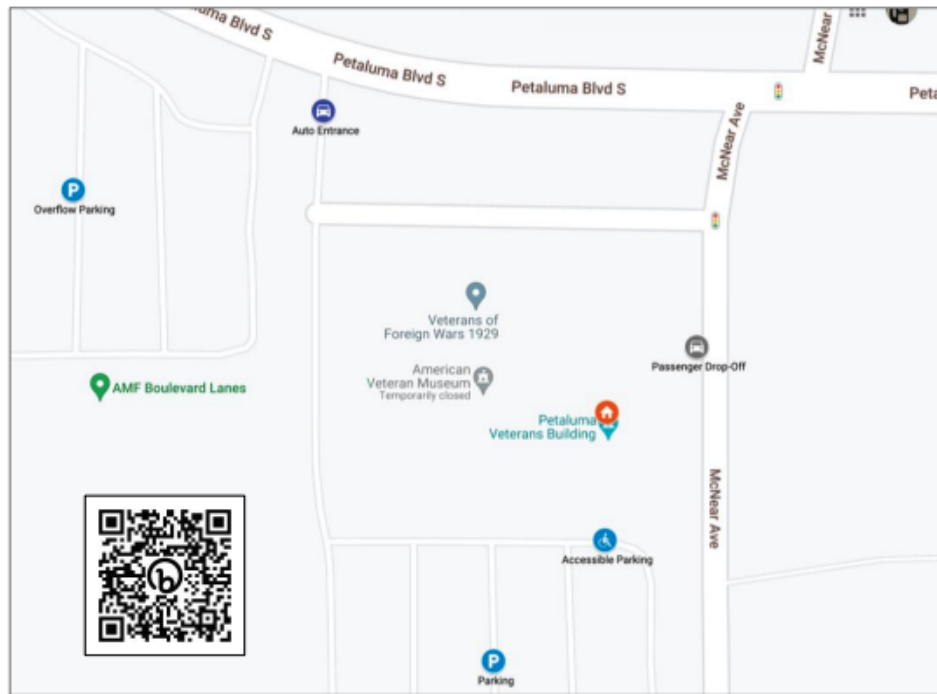 uma Blvd S
Petaluma Blvd S
Petaluma Blvd S
McNear
Peta
McNear Ave
Auto Entrance
P
Overflow Parking
Veterans of
Foreign Wars 1929
Passenger Drop-Off
American
Veteran Museum
Temporarily closed
AMF Boulevard Lanes
Petaluma
Veterans Building
McNear Ave
Accessible Parking
b
P
Parking